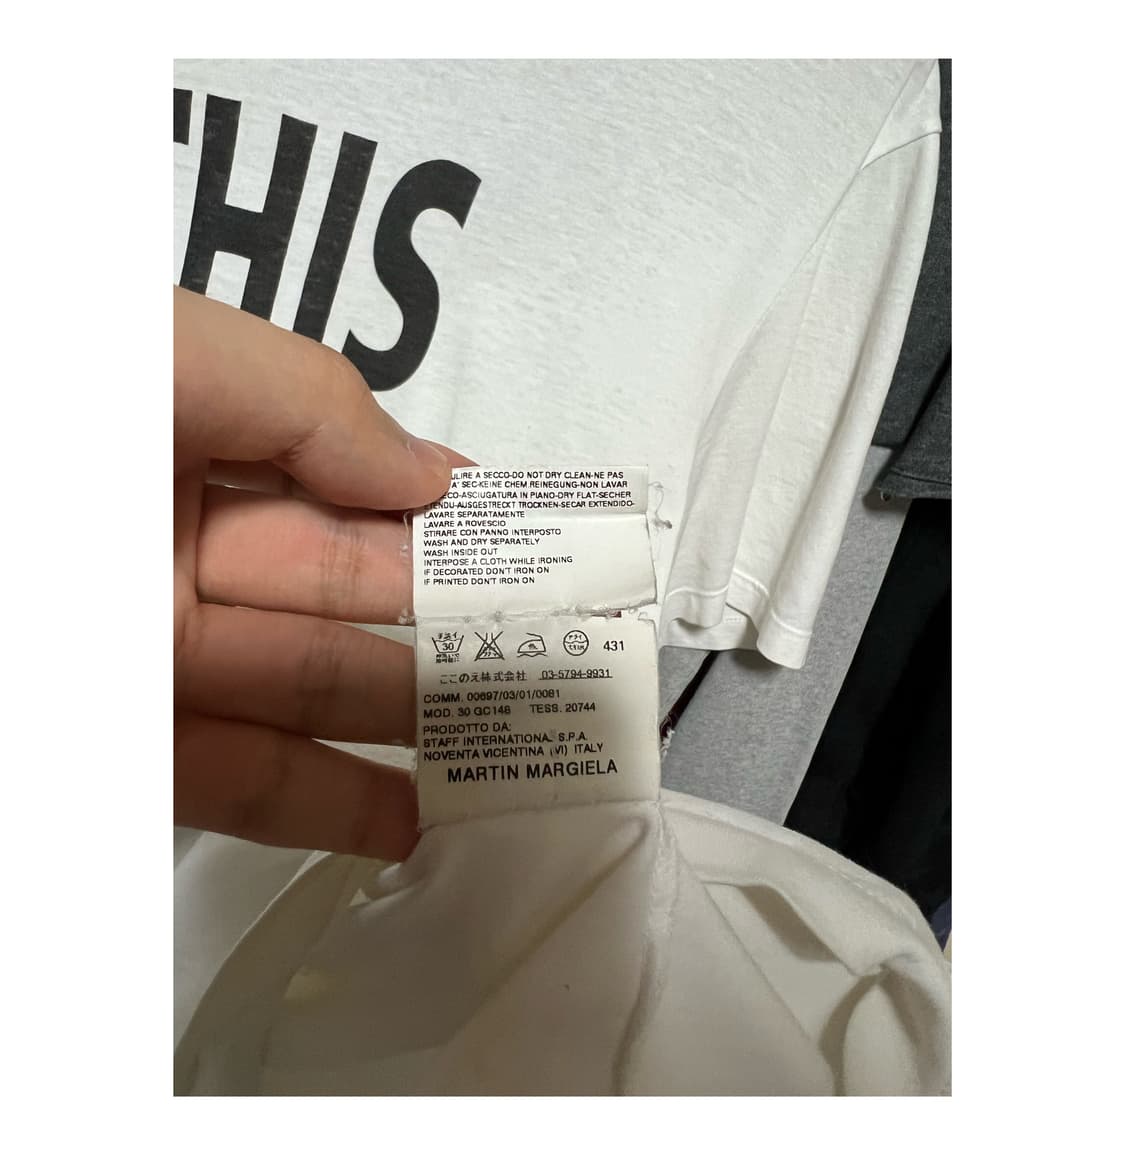 THIS
ULIRE A SECCO-DO NOT DRY CLEAN-NE PAS
A' SEC-KEINE CHEM.REINEGUNG-NON LAVAR
ECO-ASCIUGATURA IN PIANO-DRY FLAT-SECHER
ETENDU-AUSGESTRECKT TROCKNEN-SECAR EXTENDIDO-
LAVARE SEPARATAMENTE
LAVARE A ROVESCIO
STIRARE CON PANNO INTERPOSTO
WASH AND DRY SEPARATELY
WASH INSIDE OUT
INTERPOSE A CLOTH WHILE IRONING
IF DECORATED DON'T IRON ON
IF PRINTED DON'T IRON ON
30 431
ここのえ株式会社 03-5794-9931
COMM. 00697/03/01/0081
MOD. 30 GC148 TESS. 20744
PRODOTTO DA:
STAFF INTERNATIONAL S.P.A.
NOVENTA VICENTINA (VI) ITALY
MARTIN MARGIELA